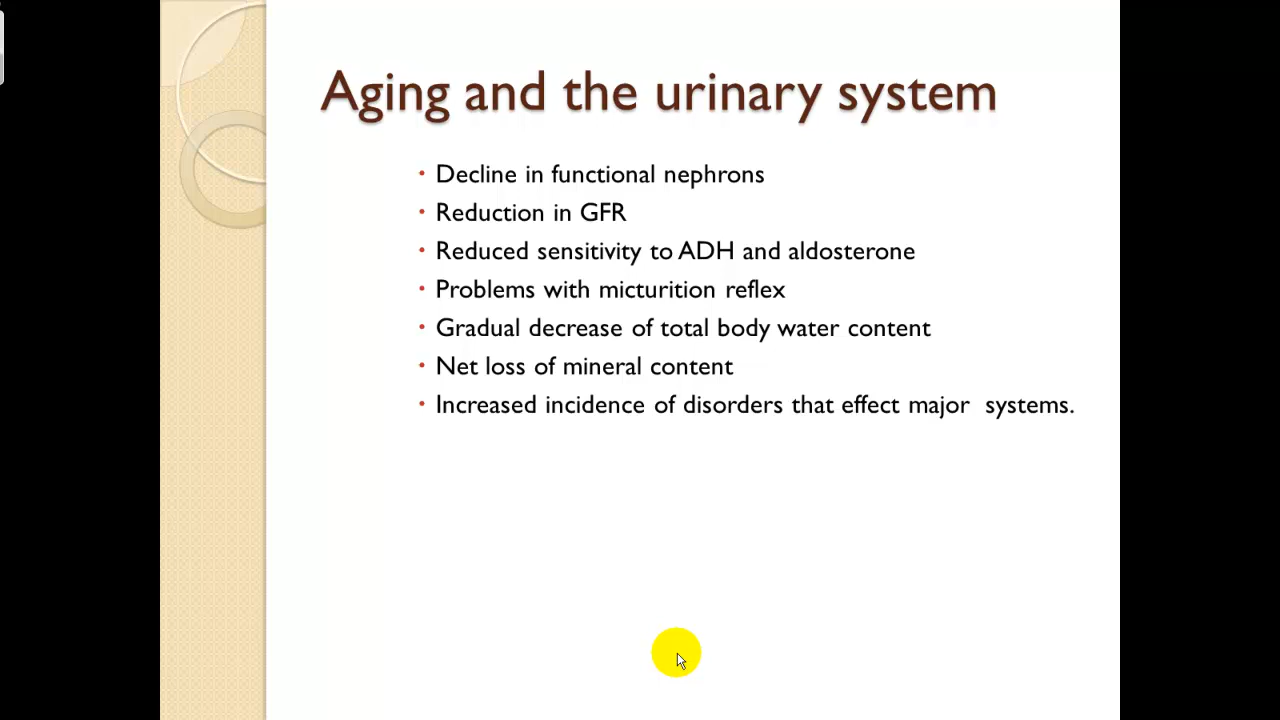 Aging and the urinary system
• Decline in functional nephrons
• Reduction in GFR
• Reduced sensitivity to ADH and aldosterone
• Problems with micturition reflex
• Gradual decrease of total body water content
• Net loss of mineral content
• Increased incidence of disorders that effect major  systems.